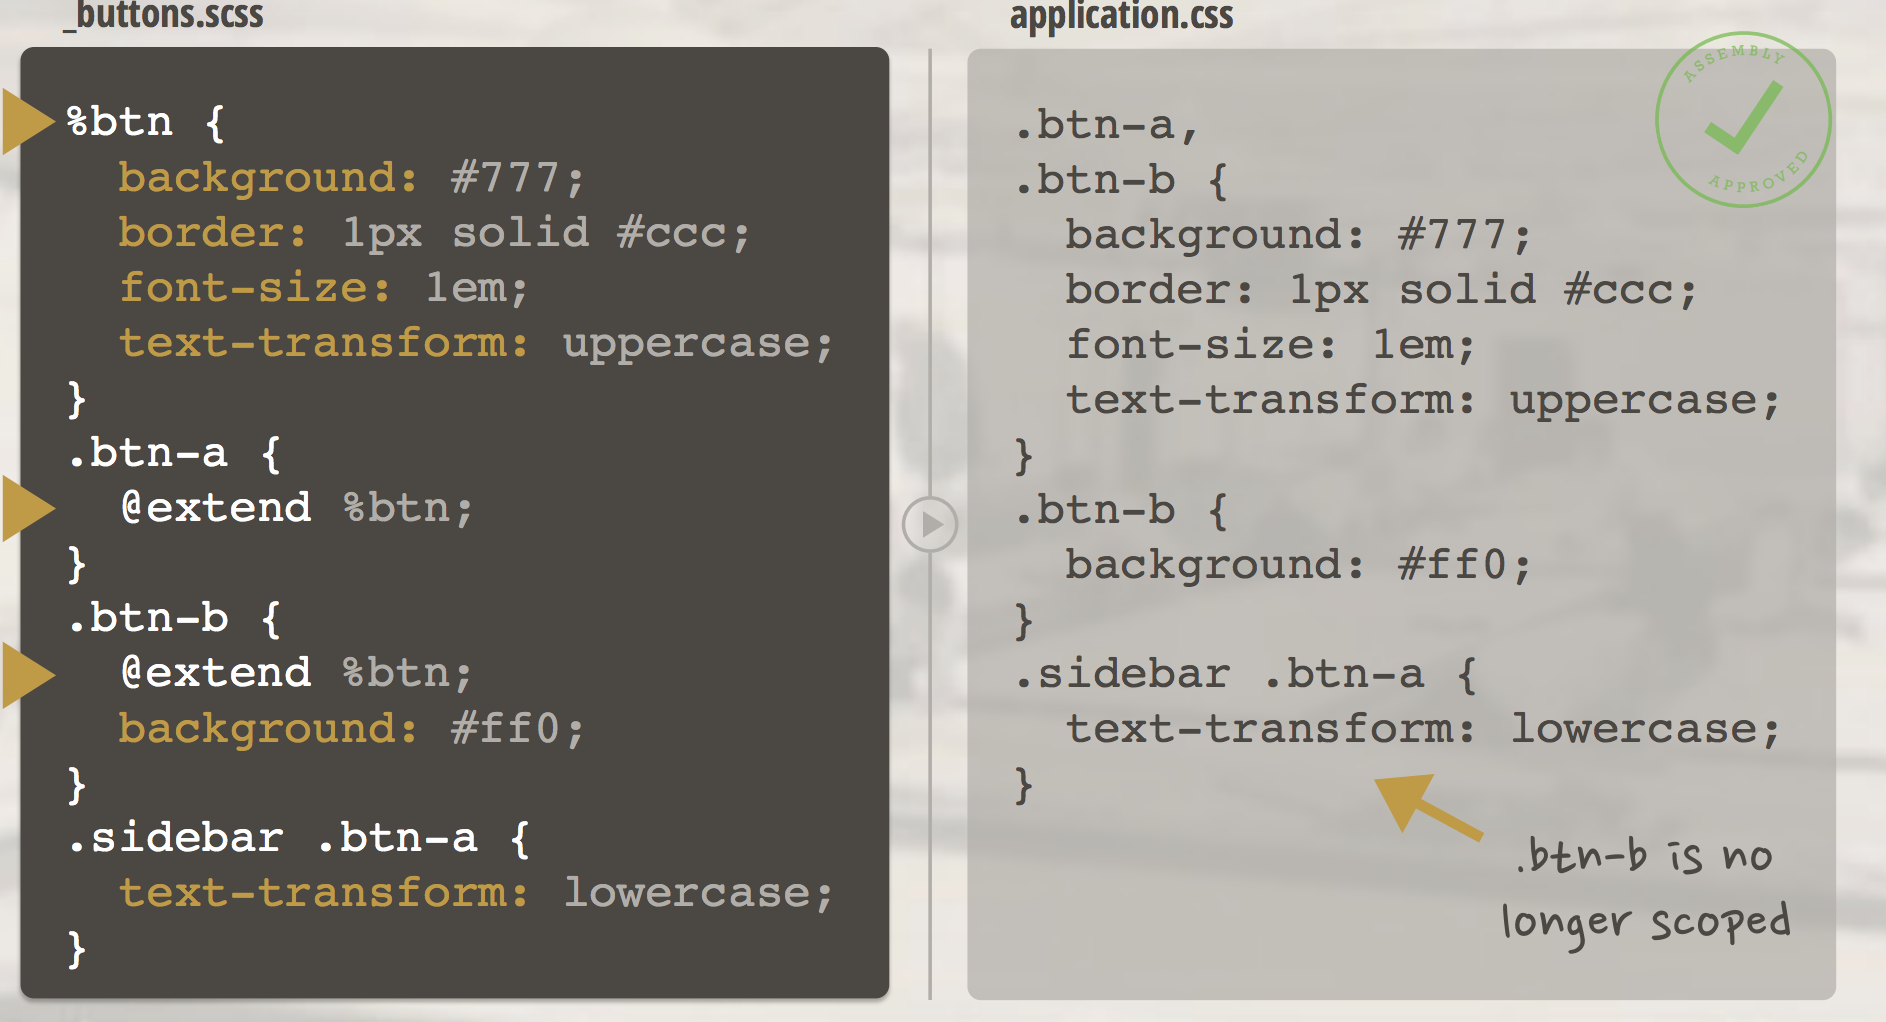 _buttons.scss
%btn {
background: #777;
border: 1px solid #ccc;
font-size: 1em;
text-transform: uppercase;
}
.btn-a {
@extend %btn;
}
.btn-b {
@extend %btn;
background: #ff0;
}
.sidebar .btn-a {
text-transform: lowercase;
}
application.css
ASSEMBLY
APPROVED
.btn-a,
.btn-b {
background: #777;
border: 1px solid #ccc;
font-size: 1em;
text-transform: uppercase;
}
.btn-b {
background: #ff0;
}
.sidebar .btn-a {
text-transform: lowercase;
}
.btn-b is no
longer scoped